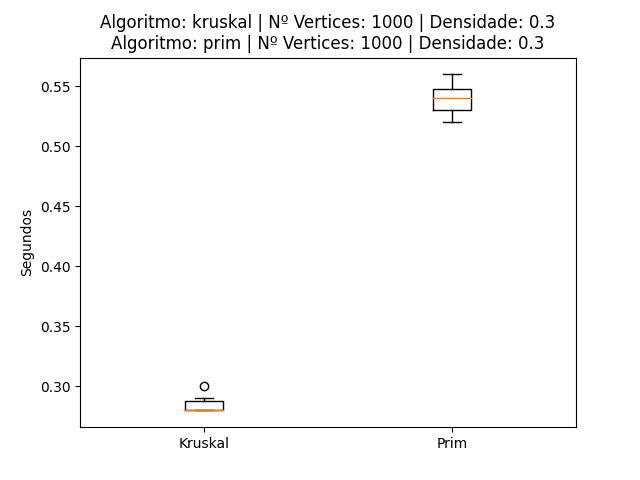 Algoritmo: kruskal | Nº Vertices: 1000 | Densidade: 0.3
Algoritmo: prim | Nº Vertices: 1000 | Densidade: 0.3
0.55
0.50
0.45
0.40
0.35
0.30
Segundos
Kruskal
Prim